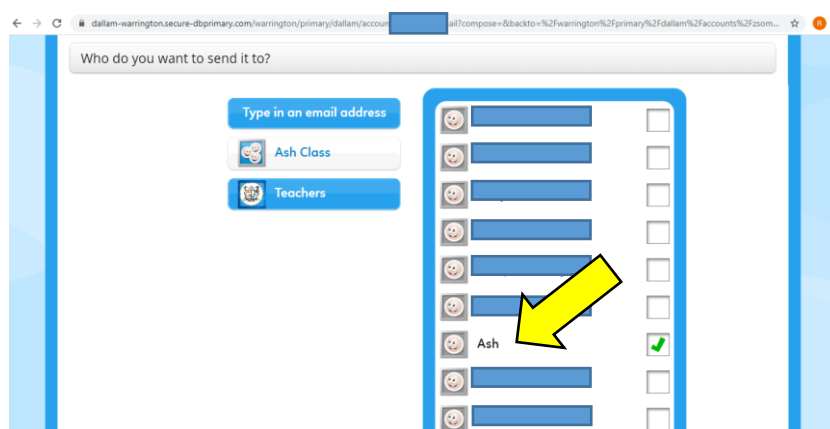 dallam-warrington.secure-dbprimary.com/warrington/primary/dallam/accoun ail?compose=&backto=%2Fwarrington%2Fprimary%2Fdallam%2Faccounts%2Fzsom...
R
Who do you want to send it to?
Type in an email address
Ash Class
Teachers
Ash